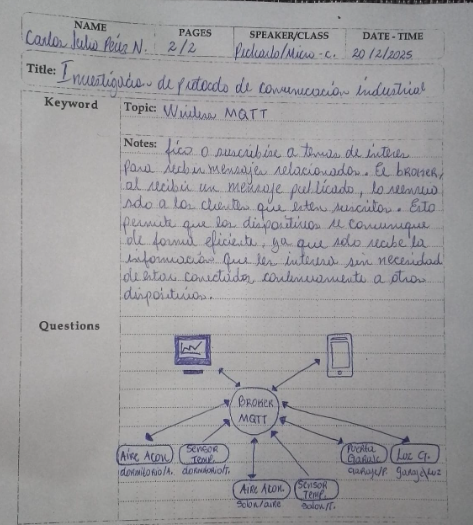 NAME PAGES SPEAKER/CLASS DATE - TIME
Carlos Julio Pérez N. 2/2 Pichardo/Micro-c. 20/2/2025
Title: Investigación de protocolo de comunicación industrial
Keyword Topic: Wireless MQTT
Notes: fico o suscribirse a temas de interés
para recibir mensajes relacionados. El broker,
al recibir un mensaje publicado, lo reenvía
solo a los clientes que estén suscritos. Esto
permite que los dispositivos se comuniquen
de forma eficiente, ya que solo recibe la
información que les interesa sin necesidad
de estar conectados continuamente a otros
dispositivos.
Questions
BROKER
MQTT
AIRE ACON.
DORMITORIO/A.
SENSOR
TEMP.
DORMITORIO/T.
AIRE ACON.
Salon/aire
SENSOR
TEMP.
Salon/T.
PUERTA
GARAJE
GARAJE/P.
LUZ G.
garaje/luz